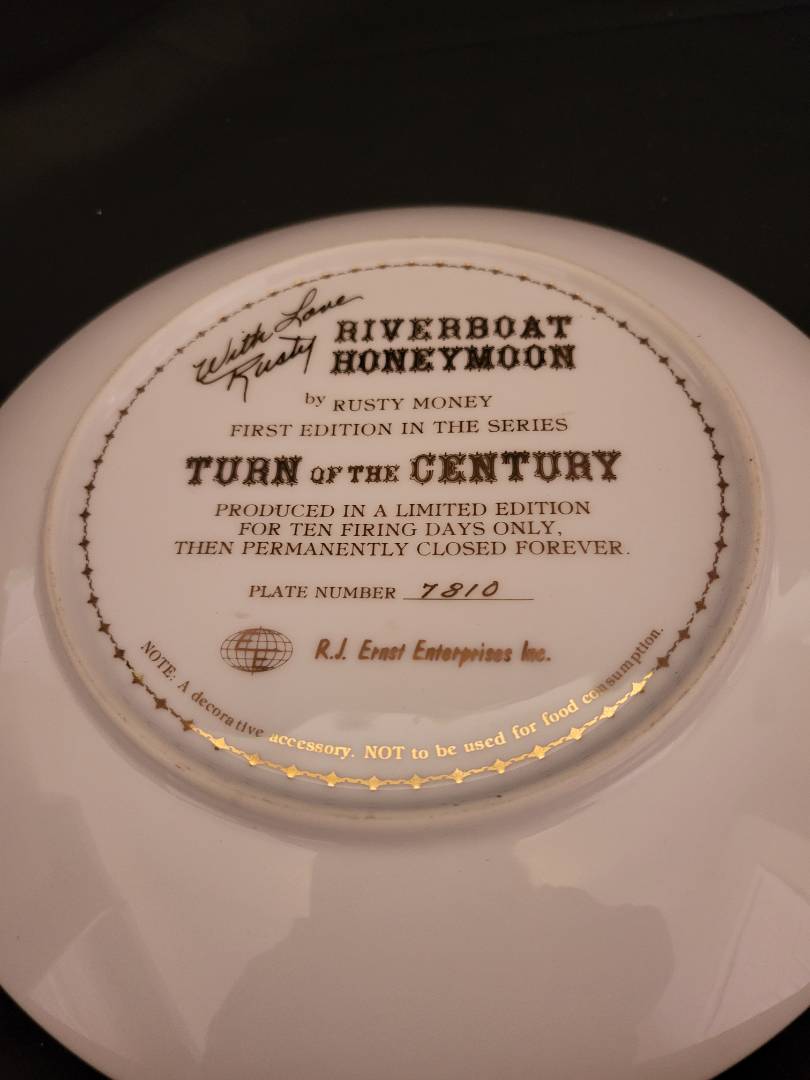 With Love
Rusty
RIVERBOAT
HONEYMOON
by RUSTY MONEY
FIRST EDITION IN THE SERIES
TURN OF THE CENTURY
PRODUCED IN A LIMITED EDITION
FOR TEN FIRING DAYS ONLY,
THEN PERMANENTLY CLOSED FOREVER.
PLATE NUMBER 7810
EE
R.J. Ernst Enterprises Inc.
NOTE: A decorative accessory. NOT to be used for food consumption.